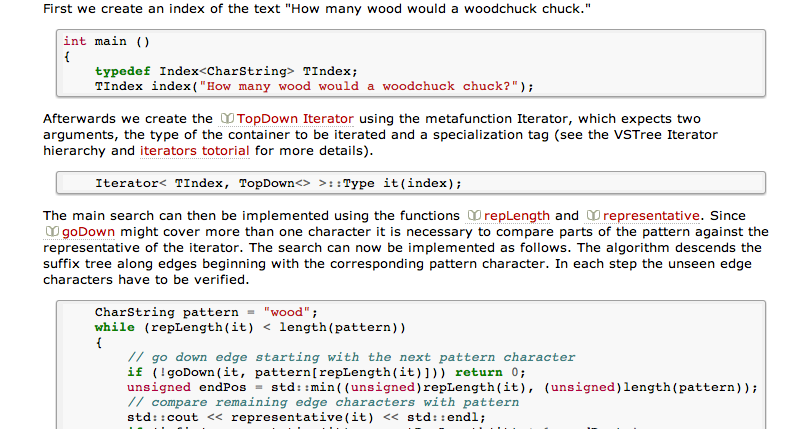 First we create an index of the text "How many wood would a woodchuck chuck."
int main ()
{
typedef Index<CharString> TIndex;
TIndex index("How many wood would a woodchuck chuck?");
Afterwards we create the TopDown Iterator using the metafunction Iterator, which expects two
arguments, the type of the container to be iterated and a specialization tag (see the VSTree Iterator
hierarchy and iterators totorial for more details).
Iterator< TIndex, TopDown<> >::Type it(index);
The main search can then be implemented using the functions repLength and representative. Since
goDown might cover more than one character it is necessary to compare parts of the pattern against the
representative of the iterator. The search can now be implemented as follows. The algorithm descends the
suffix tree along edges beginning with the corresponding pattern character. In each step the unseen edge
characters have to be verified.
CharString pattern = "wood";
while (repLength(it) < length(pattern))
{
// go down edge starting with the next pattern character
if (!goDown(it, pattern[repLength(it)])) return 0;
unsigned endPos = std::min((unsigned)repLength(it), (unsigned)length(pattern));
// compare remaining edge characters with pattern
std::cout << representative(it) << std::endl;